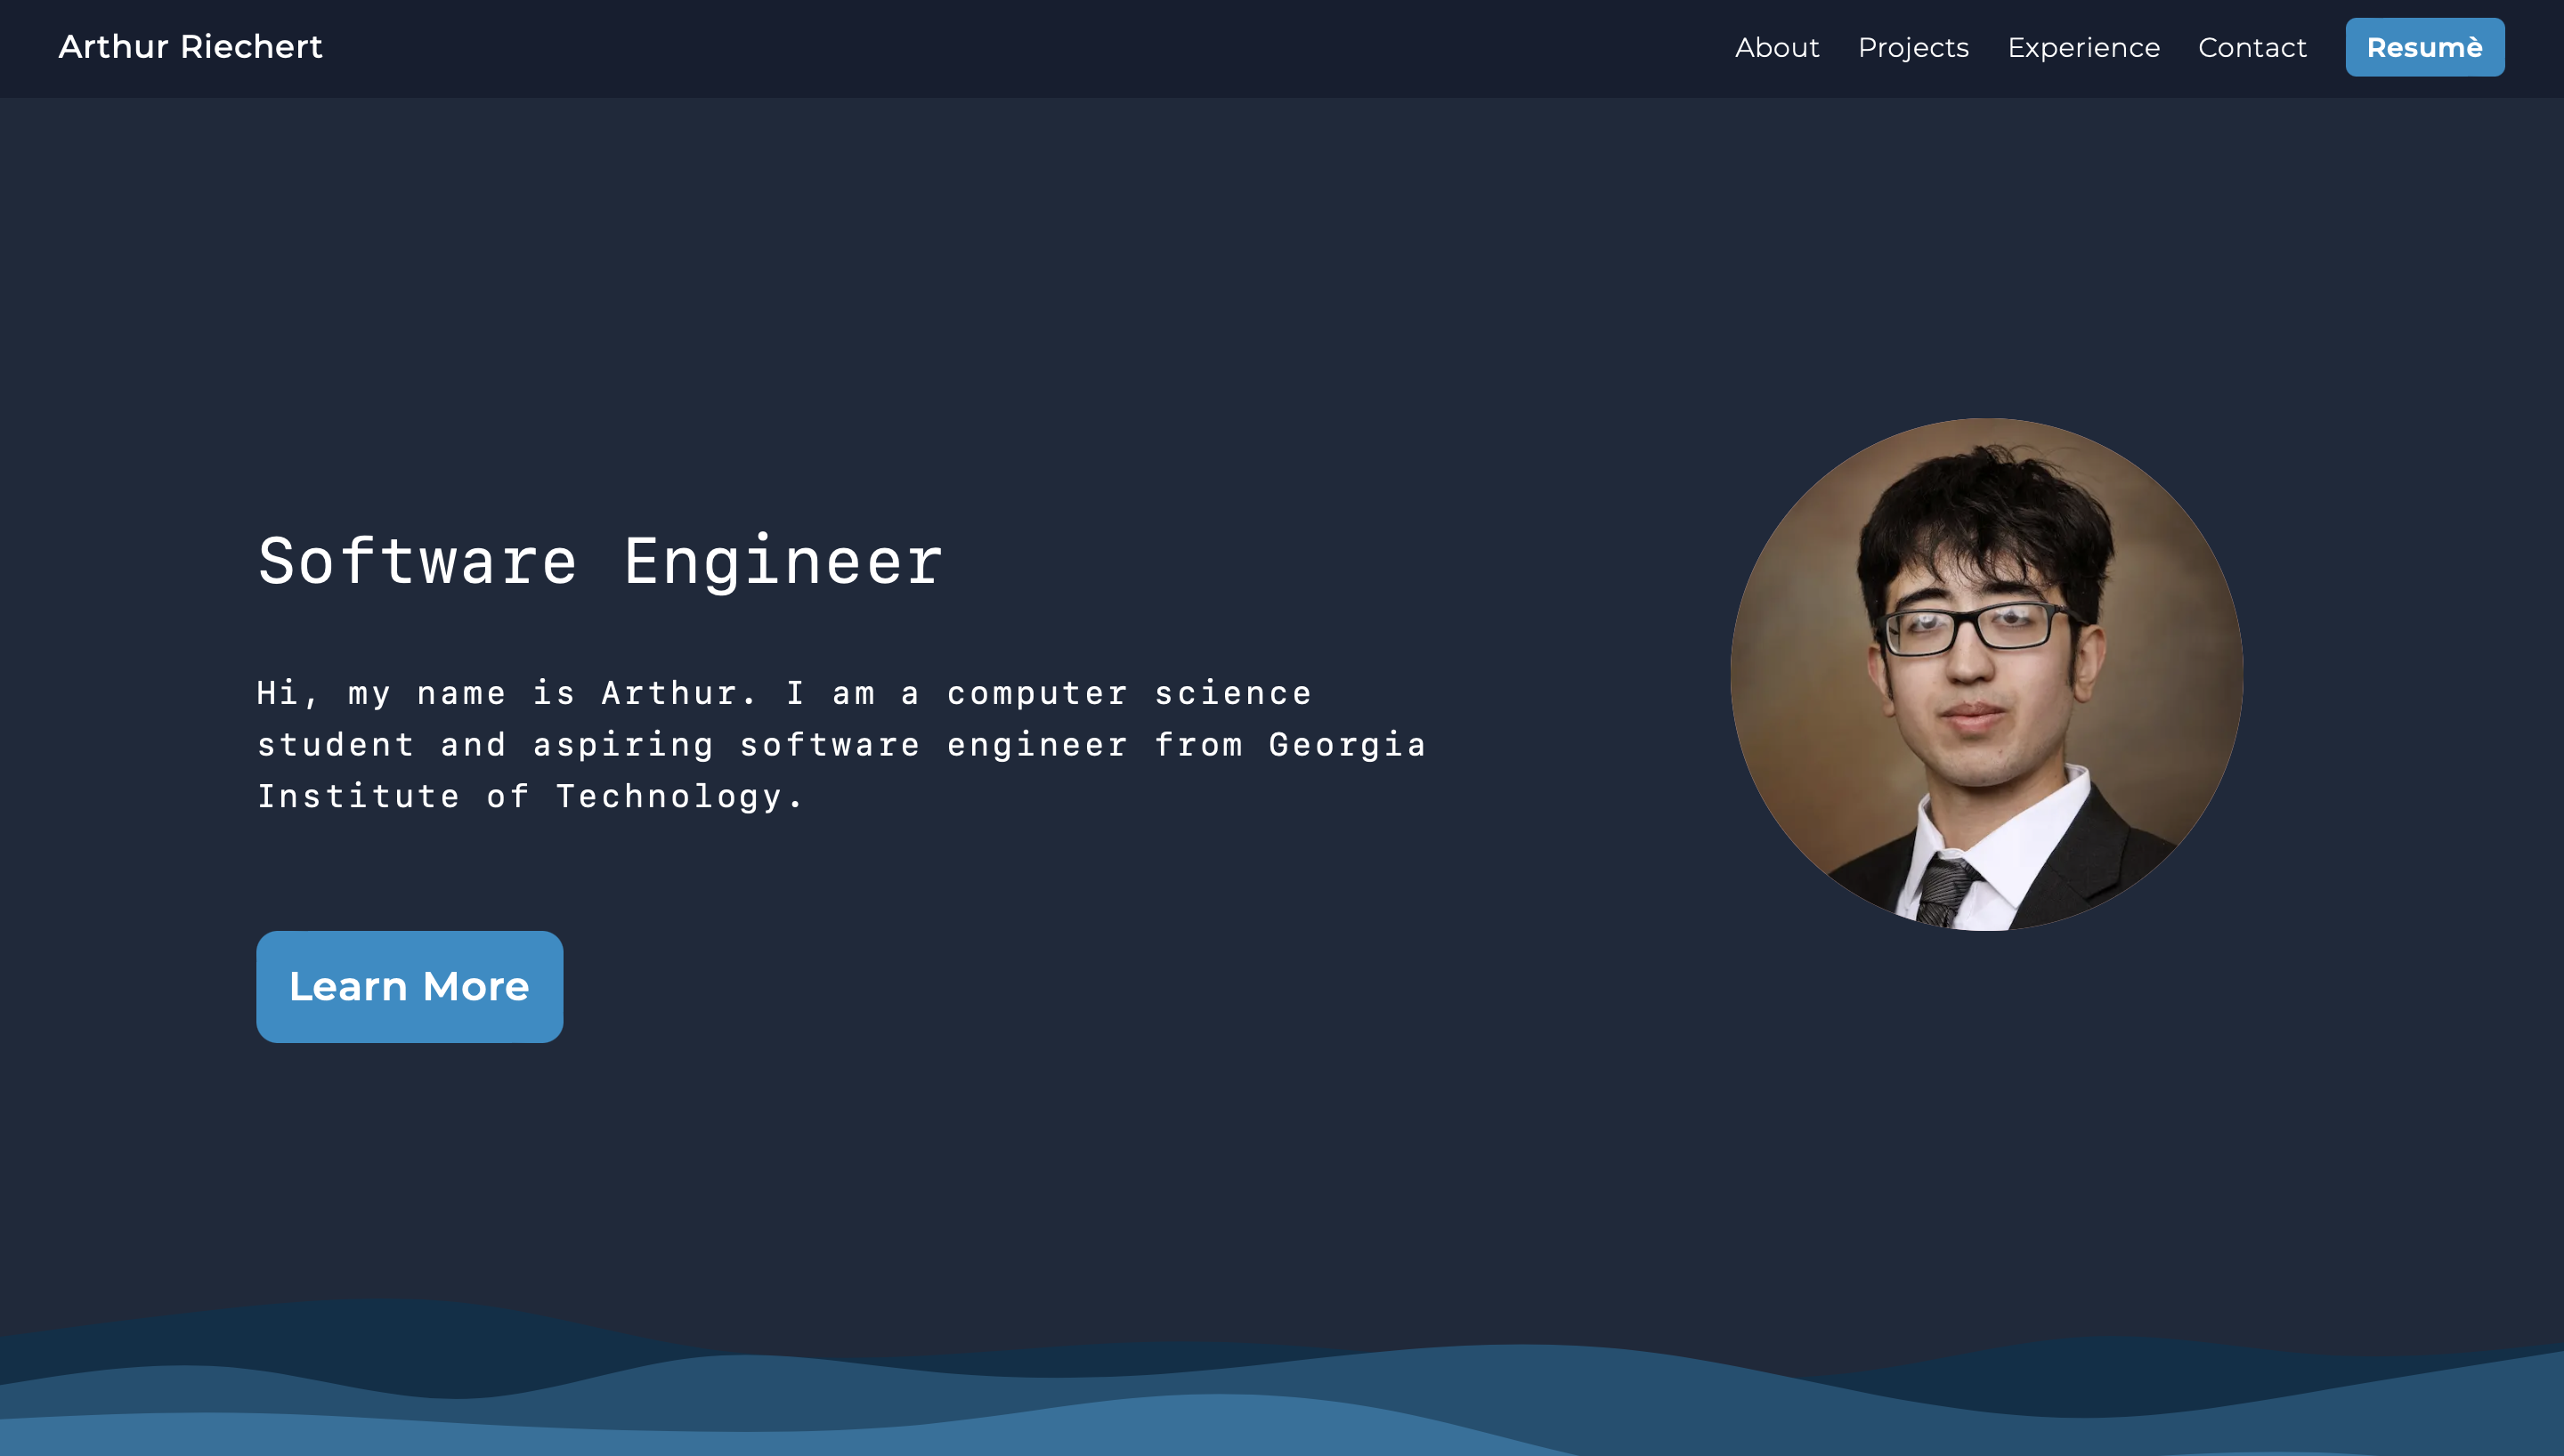 Arthur Riechert
About Projects Experience Contact Resumè
Software Engineer
Hi, my name is Arthur. I am a computer science
student and aspiring software engineer from Georgia
Institute of Technology.
Learn More